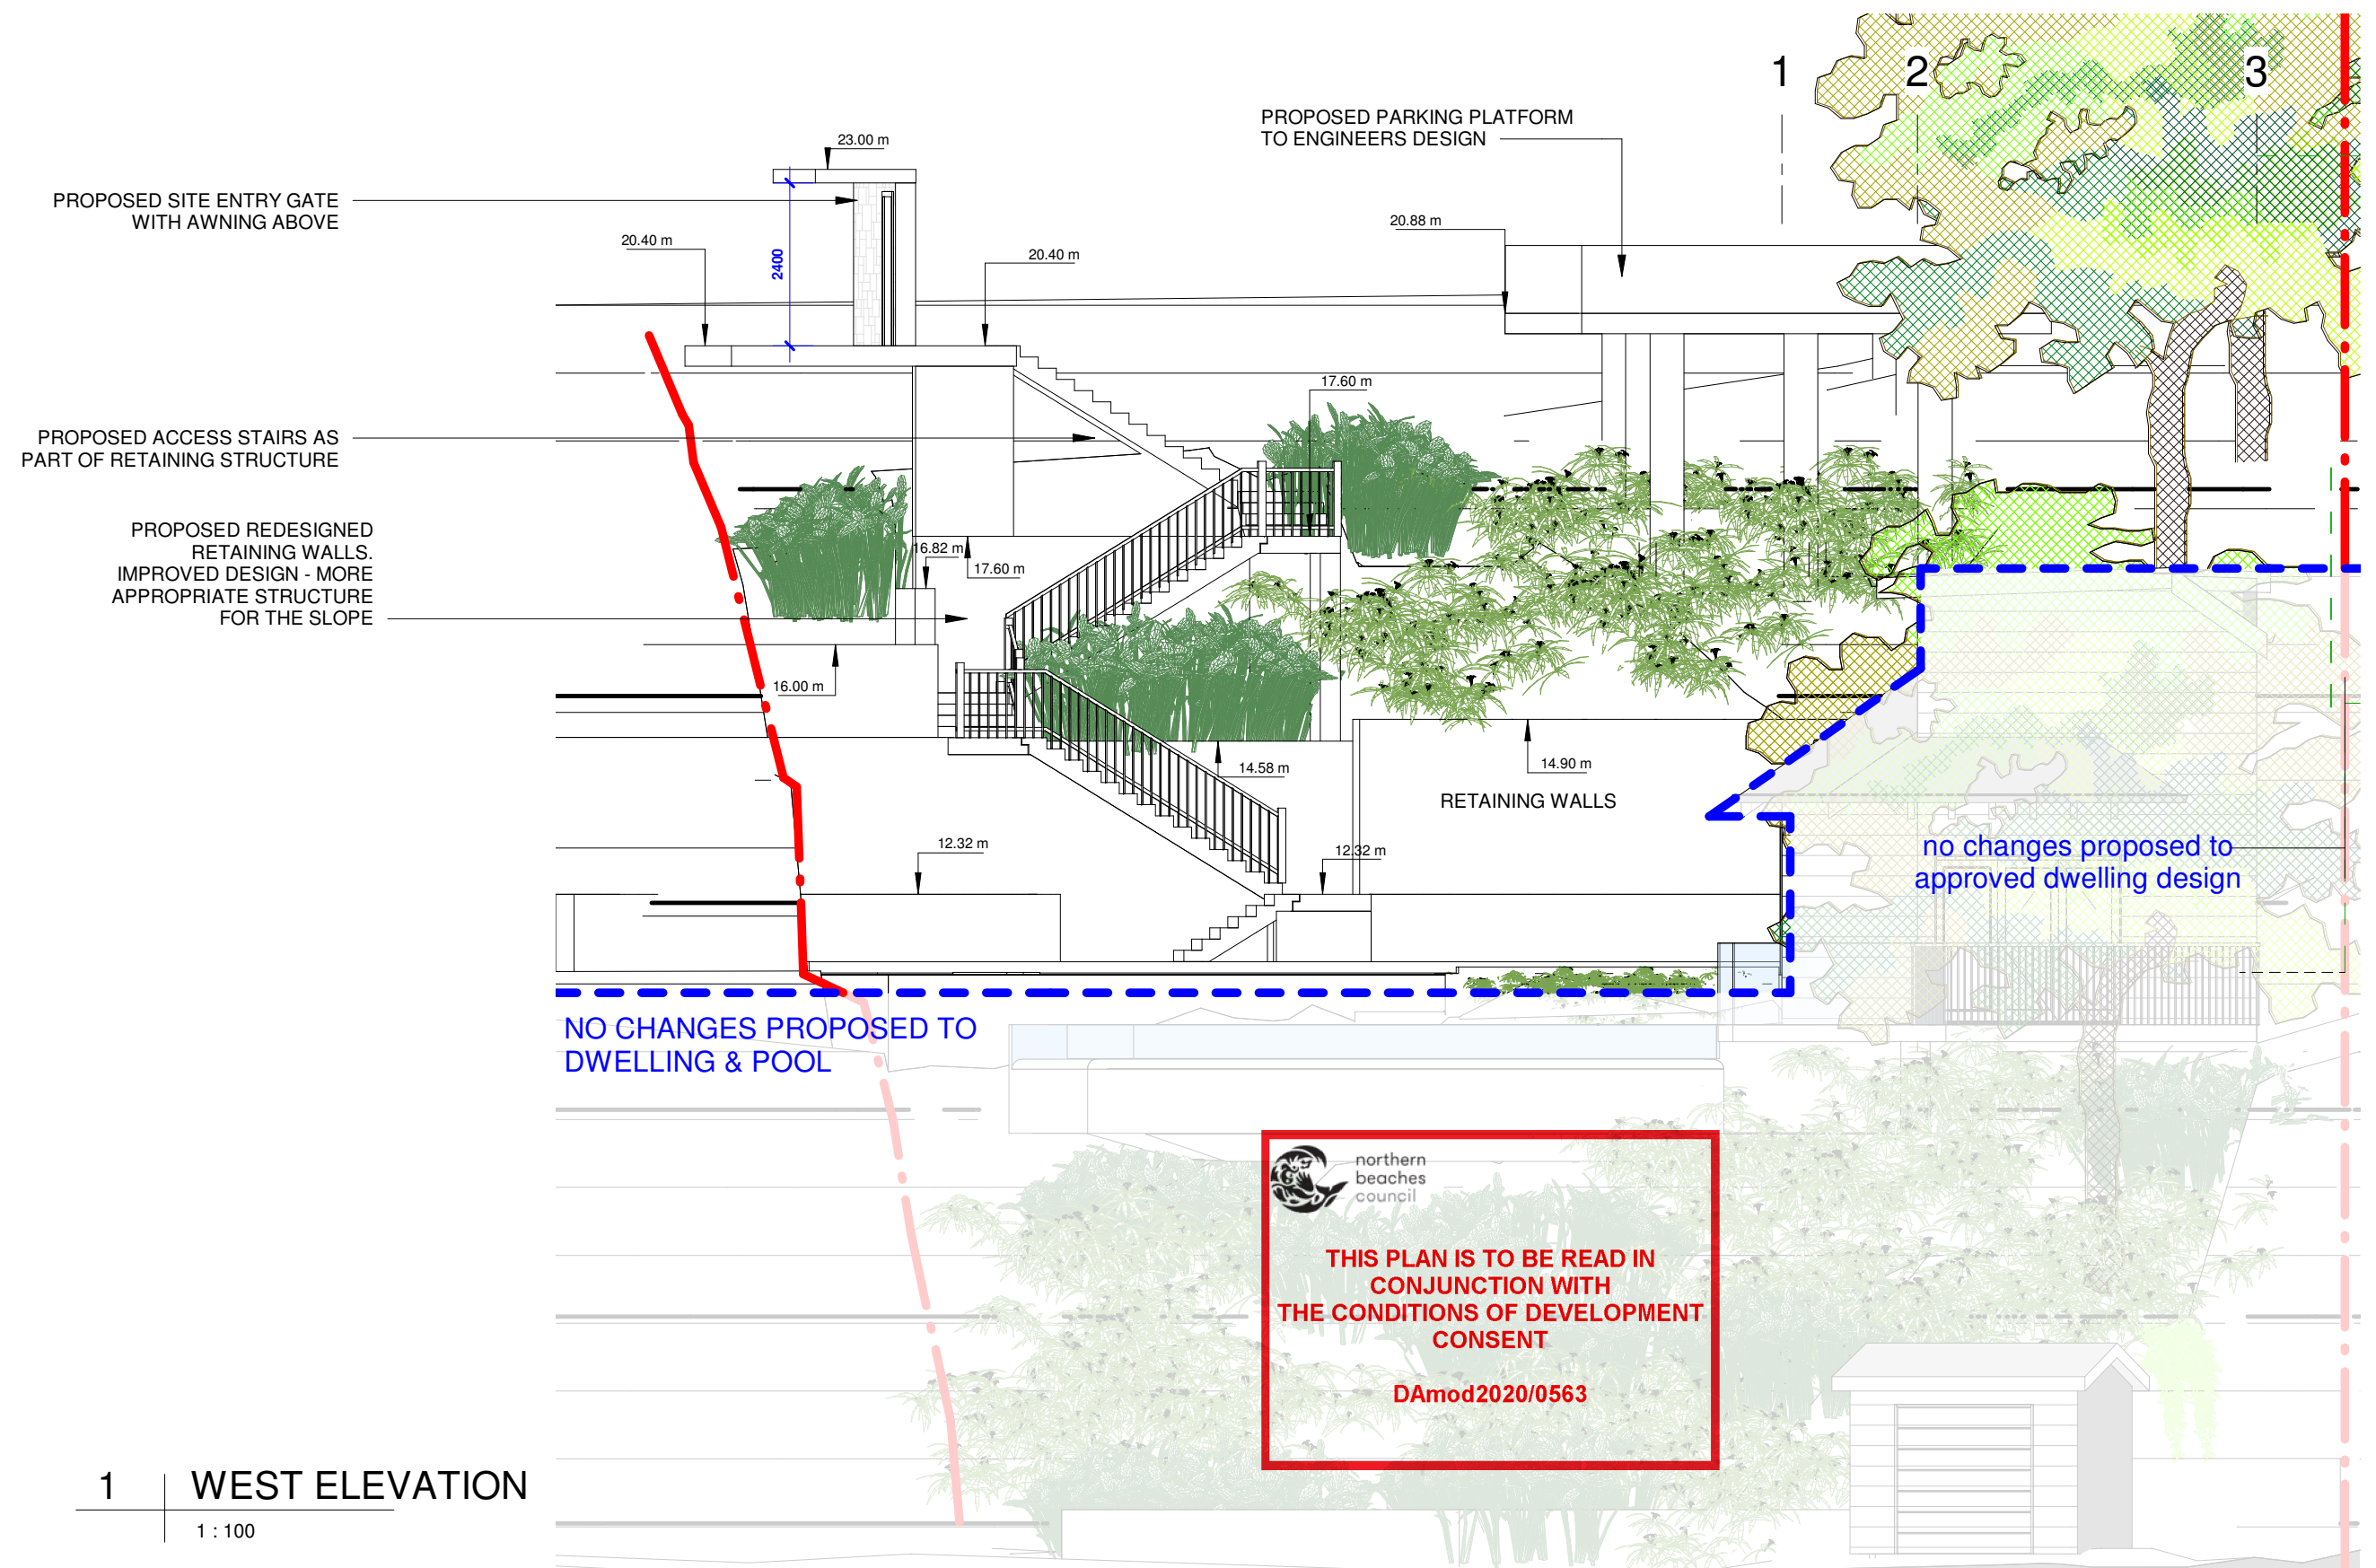 1
2
3
PROPOSED PARKING PLATFORM
TO ENGINEERS DESIGN
23.00 m
PROPOSED SITE ENTRY GATE
WITH AWNING ABOVE
20.40 m
2400
20.40 m
20.88 m
17.60 m
PROPOSED ACCESS STAIRS AS
PART OF RETAINING STRUCTURE
PROPOSED REDESIGNED
RETAINING WALLS.
IMPROVED DESIGN - MORE
APPROPRIATE STRUCTURE
FOR THE SLOPE
16.82 m
17.60 m
16.00 m
14.58 m
14.90 m
RETAINING WALLS
12.32 m
12.32 m
no changes proposed to
approved dwelling design
NO CHANGES PROPOSED TO
DWELLING & POOL
northern
beaches
council
THIS PLAN IS TO BE READ IN
CONJUNCTION WITH
THE CONDITIONS OF DEVELOPMENT
CONSENT
DAmod2020/0563
1
WEST ELEVATION
1 : 100